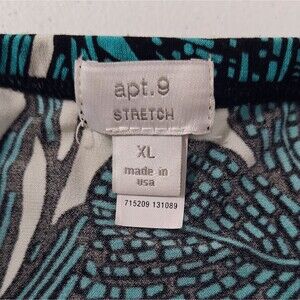 apt.9
STRETCH
XL
made in
usa
715209 131089